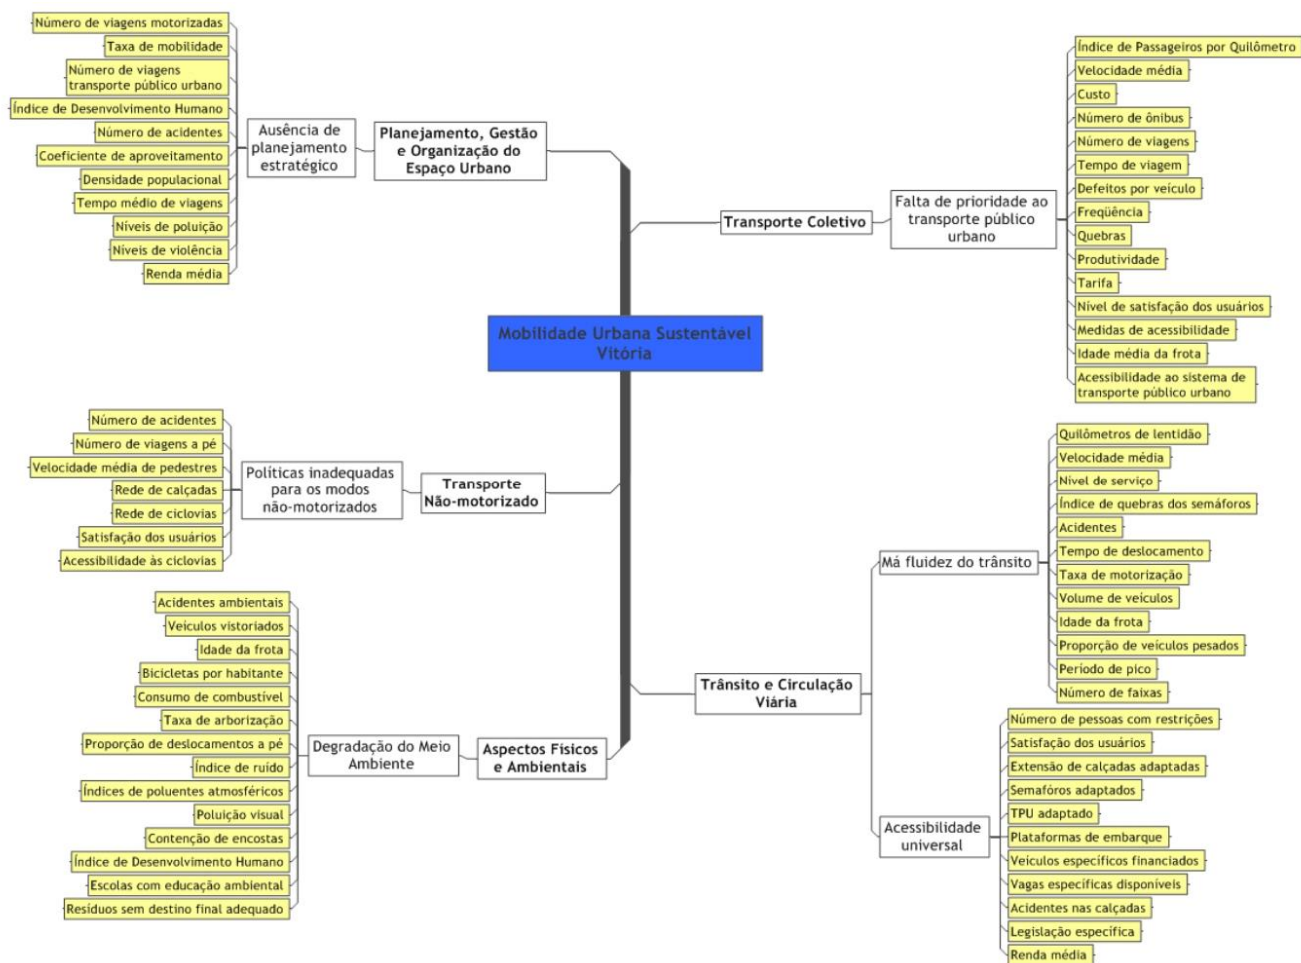 Mobilidade Urbana Sustentável
Vitória
Planejamento, Gestão
e Organização do
Espaço Urbano
Ausência de
planejamento
estratégico
Número de viagens motorizadas
Taxa de mobilidade
Número de viagens
transporte público urbano
Índice de Desenvolvimento Humano
Número de acidentes
Coeficiente de aproveitamento
Densidade populacional
Tempo médio de viagens
Níveis de poluição
Níveis de violência
Renda média
Transporte
Não-motorizado
Políticas inadequadas
para os modos
não-motorizados
Número de acidentes
Número de viagens a pé
Velocidade média de pedestres
Rede de calçadas
Rede de ciclovias
Satisfação dos usuários
Acessibilidade às ciclovias
Aspectos Físicos
e Ambientais
Degradação do Meio
Ambiente
Acidentes ambientais
Veículos vistoriados
Idade da frota
Bicicletas por habitante
Consumo de combustível
Taxa de arborização
Proporção de deslocamentos a pé
Índice de ruído
Índices de poluentes atmosféricos
Poluição visual
Contenção de encostas
Índice de Desenvolvimento Humano
Escolas com educação ambiental
Resíduos sem destino final adequado
Transporte Coletivo
Falta de prioridade ao
transporte público
urbano
Índice de Passageiros por Quilômetro
Velocidade média
Custo
Número de ônibus
Número de viagens
Tempo de viagem
Defeitos por veículo
Freqüência
Quebras
Produtividade
Tarifa
Nível de satisfação dos usuários
Medidas de acessibilidade
Idade média da frota
Acessibilidade ao sistema de
transporte público urbano
Trânsito e Circulação
Viária
Má fluidez do trânsito
Quilômetros de lentidão
Velocidade média
Nível de serviço
Índice de quebras dos semáforos
Acidentes
Tempo de deslocamento
Taxa de motorização
Volume de veículos
Idade da frota
Proporção de veículos pesados
Período de pico
Número de faixas
Acessibilidade
universal
Número de pessoas com restrições
Satisfação dos usuários
Extensão de calçadas adaptadas
Semafóros adaptados
TPU adaptado
Plataformas de embarque
Veículos específicos financiados
Vagas específicas disponíveis
Acidentes nas calçadas
Legislação específica
Renda média